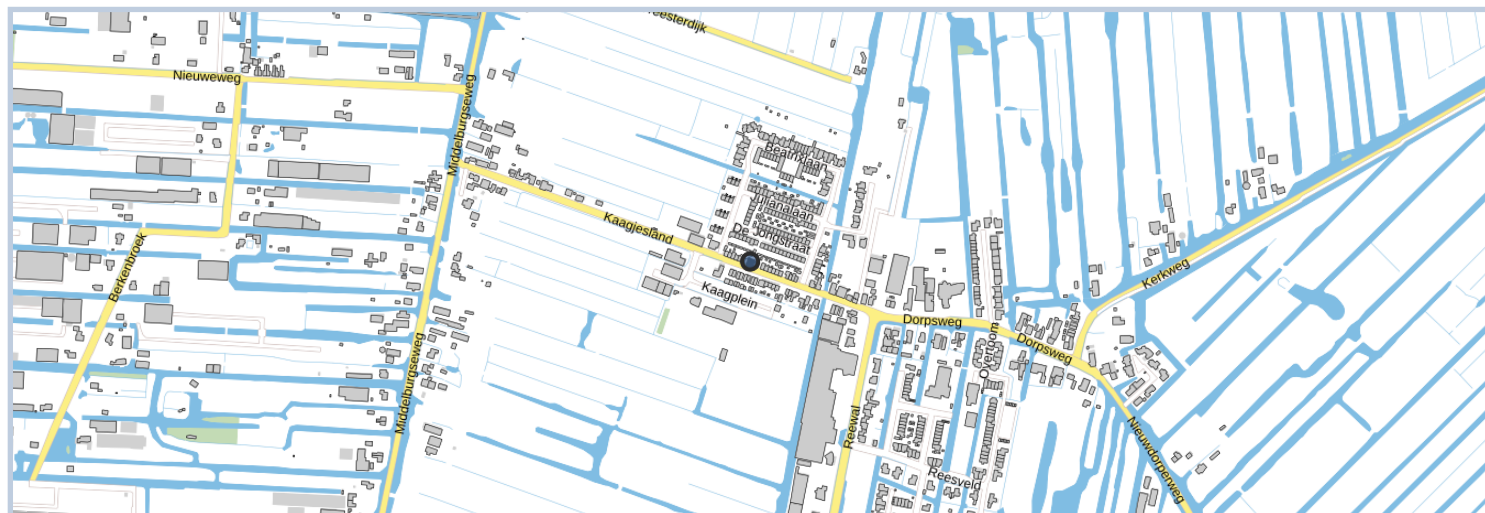 Nieuweweg
Middelburgseweg
Beatrixlaan
Julianalaan
De Jongstraat
Kaagjesland
Kaagplein
Berkenbroek
Kerkweg
Dorpsweg
Dorpsweg
Overtoom
Middelburgseweg
Reewal
Reesveld
Nieuwdorperweg